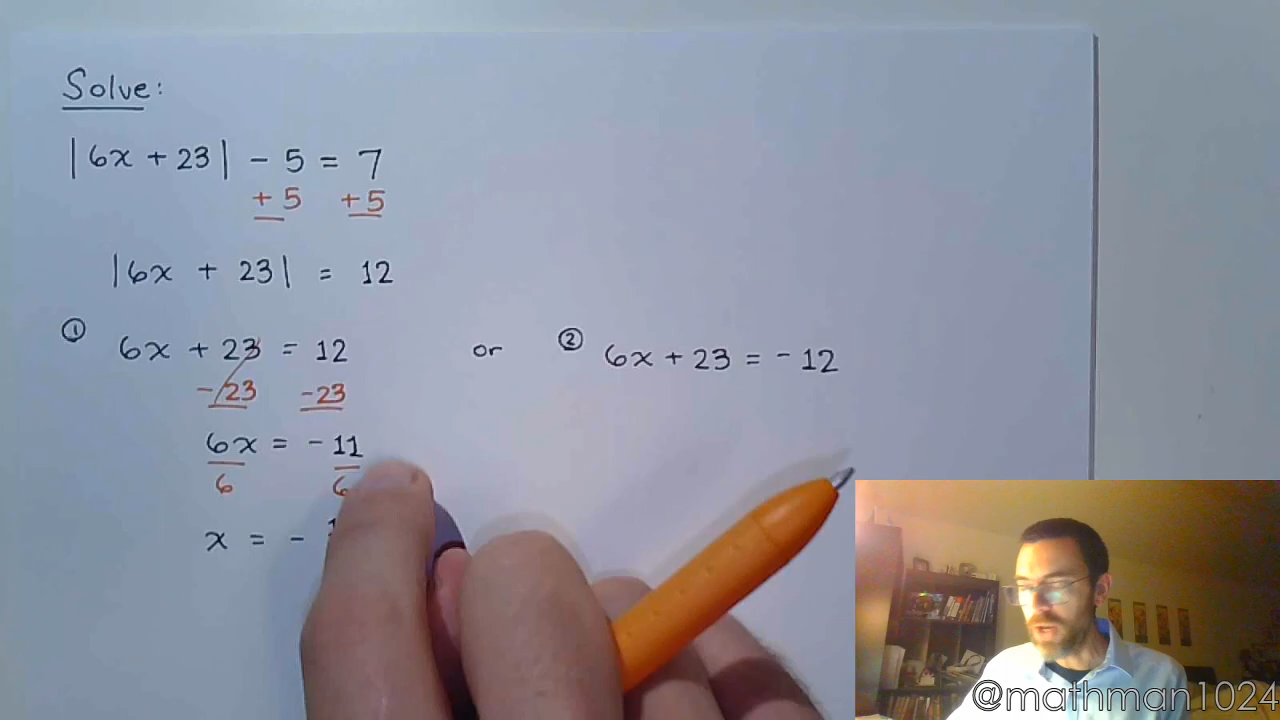 Solve:
|6x + 23| - 5 = 7
+ 5 + 5
|6x + 23| = 12
① 6x + 23 = 12 or ② 6x + 23 = - 12
- 23 - 23
6x = - 11
6 6
x = -
@mathman1024